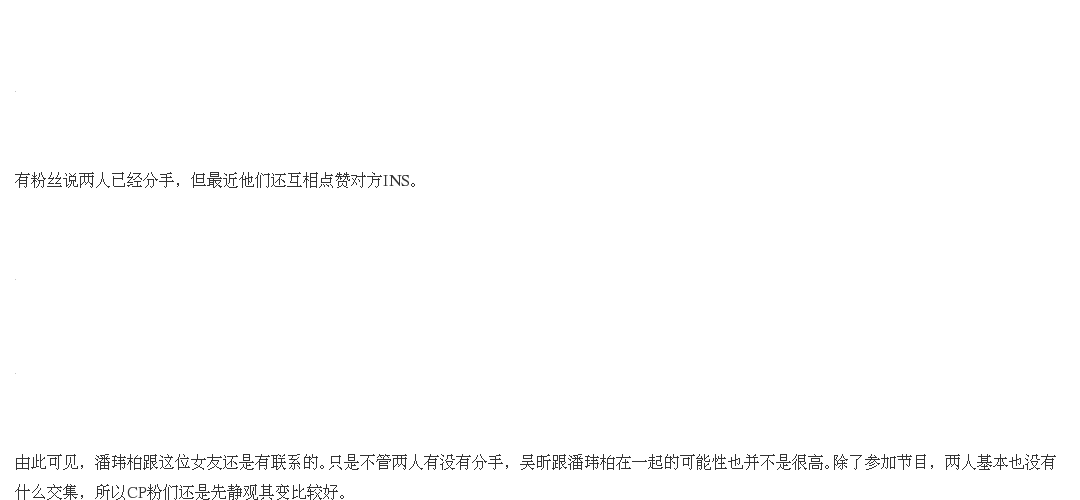 有粉丝说两人已经分手，但最近他们还互相点赞对方INS。
由此可见，潘玮柏跟这位女友还是有联系的。只是不管两人有没有分手，吴昕跟潘玮柏在一起的可能性也并不是很高。除了参加节目，两人基本也没有
什么交集，所以CP粉们还是先静观其变比较好。